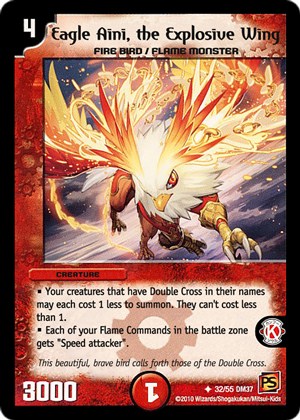 4
Eagle Aini, the Explosive Wing
FIRE BIRD / FLAME MONSTER
CREATURE
▪ Your creatures that have Double Cross in their names
may each cost 1 less to summon. They can't cost less
than 1.
▪ Each of your Flame Commands in the battle zone
gets "Speed attacker".
This beautiful, brave bird calls forth those of the Double Cross.
K
3000
1
✦ 32/55 DM37
©2010 Wizards/Shogakukan/Mitsui-Kids
PS